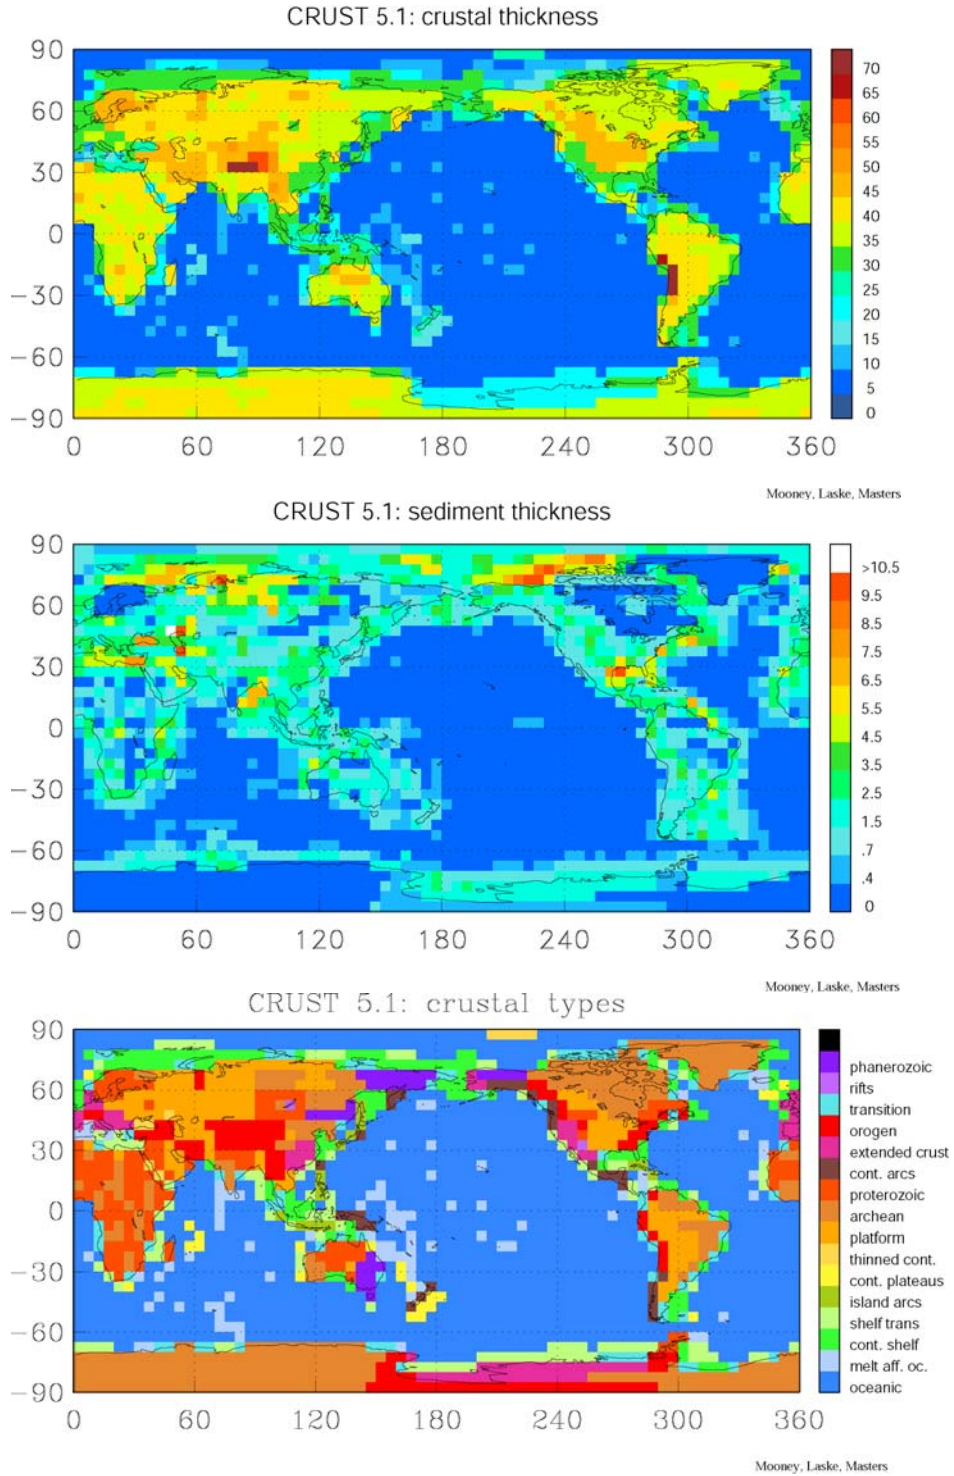 CRUST 5.1: crustal thickness
90
60
30
0
−30
−60
−90
0 60 120 180 240 300 360
70
65
60
55
50
45
40
35
30
25
20
15
10
5
0
Mooney, Laske, Masters
CRUST 5.1: sediment thickness
90
60
30
0
−30
−60
−90
0 60 120 180 240 300 360
>10.5
9.5
8.5
7.5
6.5
5.5
4.5
3.5
2.5
1.5
.7
.4
0
Mooney, Laske, Masters
CRUST 5.1: crustal types
90
60
30
0
−30
−60
−90
0 60 120 180 240 300 360
phanerozoic
rifts
transition
orogen
extended crust
cont. arcs
proterozoic
archean
platform
thinned cont.
cont. plateaus
island arcs
shelf trans
cont. shelf
melt aff. oc.
oceanic
Mooney, Laske, Masters